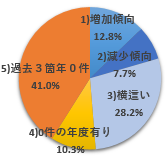 1)増加傾向
12.8%
2)減少傾向
7.7%
3)横這い
28.2%
4)0件の年度有り
10.3%
5)過去３箇年０件
41.0%